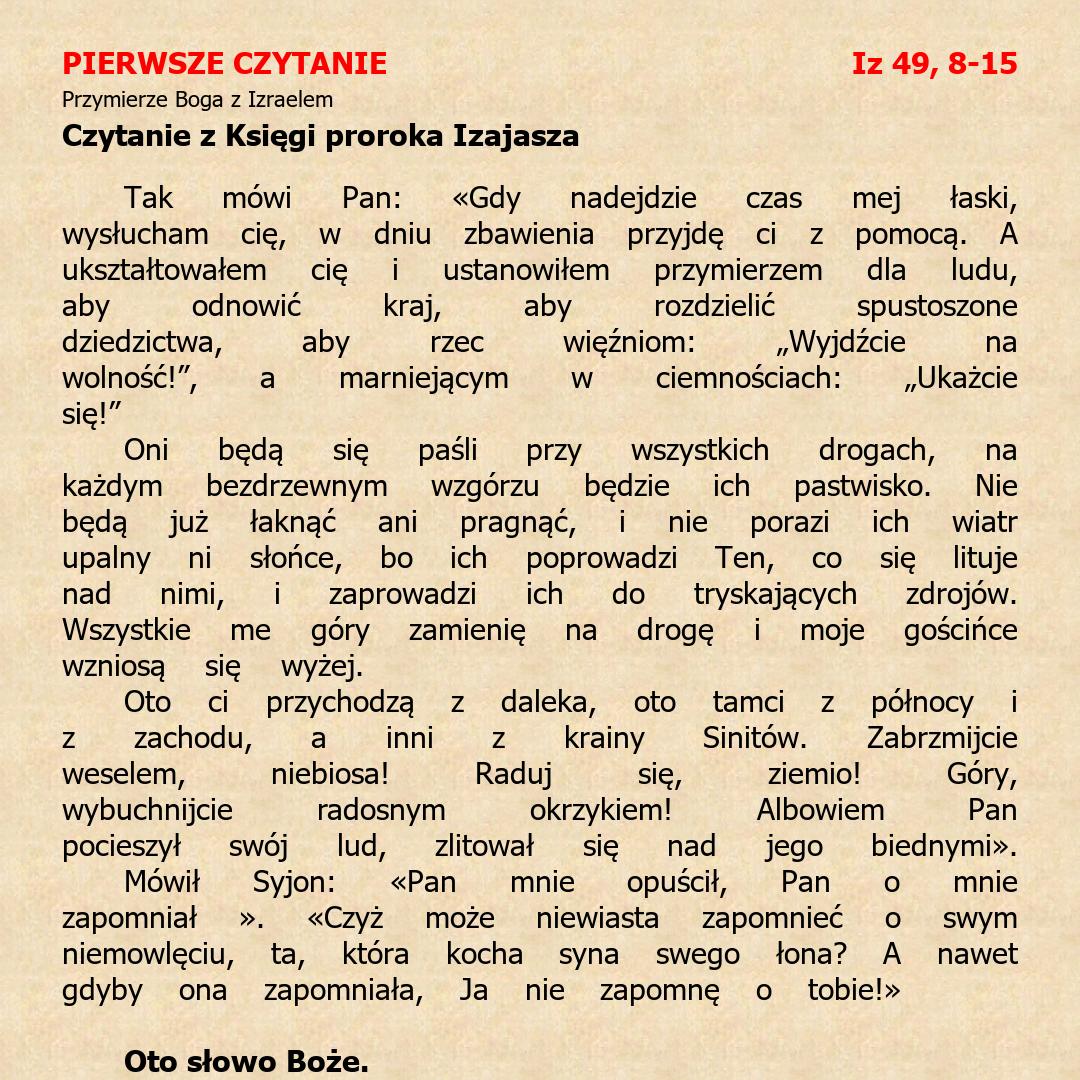 PIERWSZE CZYTANIE Iz 49, 8-15
Przymierze Boga z Izraelem
Czytanie z Księgi proroka Izajasza
Tak mówi Pan: «Gdy nadejdzie czas mej łaski,
wysłucham cię, w dniu zbawienia przyjdę ci z pomocą. A
ukształtowałem cię i ustanowiłem przymierzem dla ludu,
aby odnowić kraj, aby rozdzielić spustoszone
dziedzictwa, aby rzec więźniom: „Wyjdźcie na
wolność!”, a marniejącym w ciemnościach: „Ukażcie
się!”
Oni będą się paśli przy wszystkich drogach, na
każdym bezdrzewnym wzgórzu będzie ich pastwisko. Nie
będą już łaknąć ani pragnąć, i nie porazi ich wiatr
upalny ni słońce, bo ich poprowadzi Ten, co się lituje
nad nimi, i zaprowadzi ich do tryskających zdrojów.
Wszystkie me góry zamienię na drogę i moje gościńce
wzniosą się wyżej.
Oto ci przychodzą z daleka, oto tamci z północy i
z zachodu, a inni z krainy Sinitów. Zabrzmijcie
weselem, niebiosa! Raduj się, ziemio! Góry,
wybuchnijcie radosnym okrzykiem! Albowiem Pan
pocieszył swój lud, zlitował się nad jego biednymi».
Mówił Syjon: «Pan mnie opuścił, Pan o mnie
zapomniał ». «Czyż może niewiasta zapomnieć o swym
niemowlęciu, ta, która kocha syna swego łona? A nawet
gdyby ona zapomniała, Ja nie zapomnę o tobie!»
Oto słowo Boże.